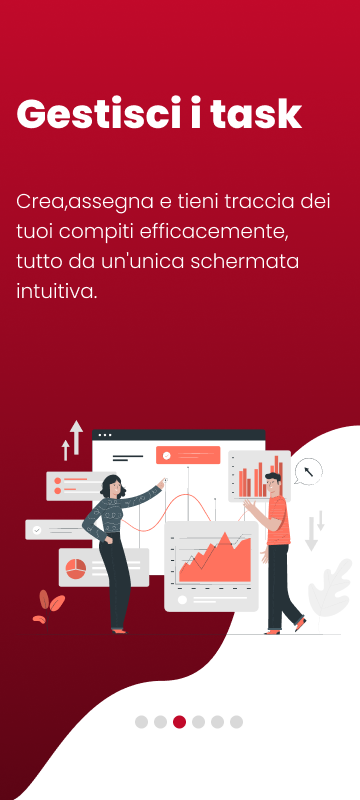 Gestisci i task
Crea,assegna e tieni traccia dei
tuoi compiti efficacemente,
tutto da un'unica schermata
intuitiva.